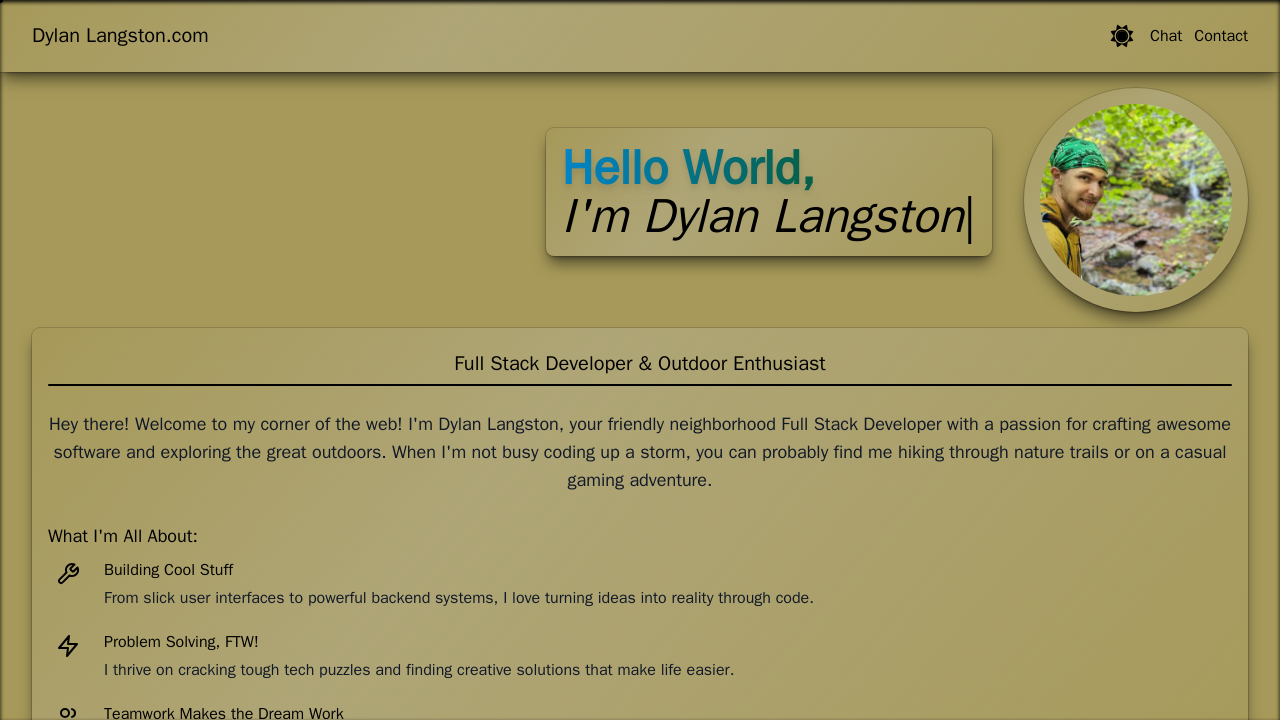 Dylan Langston.com
Chat
Contact
Hello World,
I'm Dylan Langston
Full Stack Developer & Outdoor Enthusiast
Hey there! Welcome to my corner of the web! I'm Dylan Langston, your friendly neighborhood Full Stack Developer with a passion for crafting awesome
software and exploring the great outdoors. When I'm not busy coding up a storm, you can probably find me hiking through nature trails or on a casual
gaming adventure.
What I'm All About:
Building Cool Stuff
From slick user interfaces to powerful backend systems, I love turning ideas into reality through code.
Problem Solving, FTW!
I thrive on cracking tough tech puzzles and finding creative solutions that make life easier.
Teamwork Makes the Dream Work